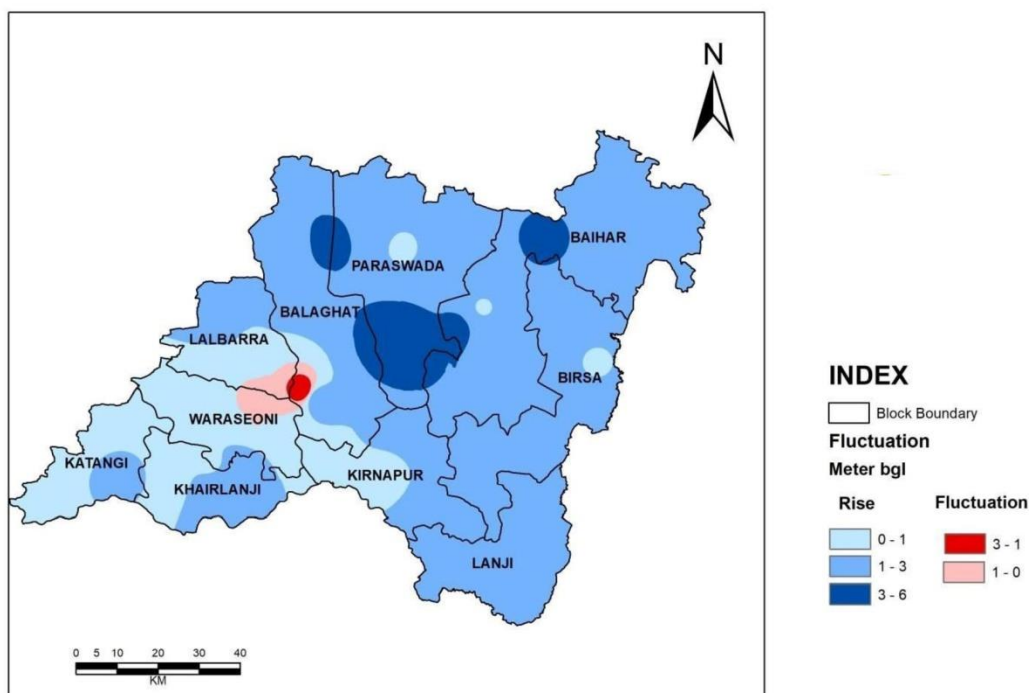 N
BAIHAR
PARASWADA
BALAGHAT
LALBARRA
BIRSA
WARASEONI
KATANGI
KIRNAPUR
KHAIRLANJI
LANJI
0 5 10 20 30 40
KM
INDEX
Block Boundary
Fluctuation
Meter bgl
Rise Fluctuation
0 - 1 3 - 1
1 - 3 1 - 0
3 - 6